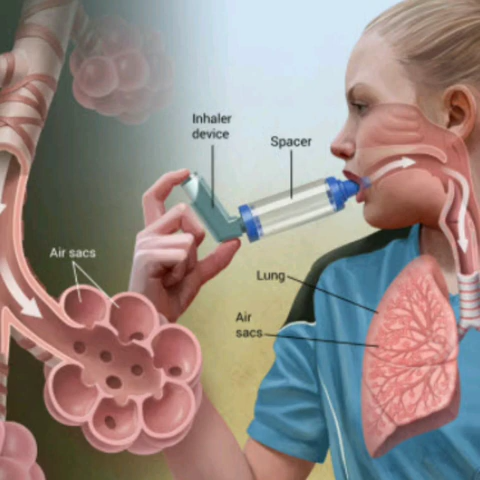 Inhaler
device
Spacer
Air sacs
Lung
Air
sacs